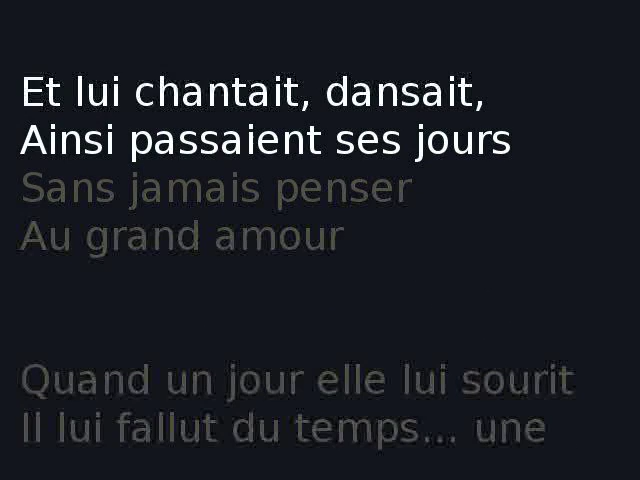 Et lui chantait, dansait,
Ainsi passaient ses jours
Sans jamais penser
Au grand amour
Quand un jour elle lui sourit
Il lui fallut du temps... une